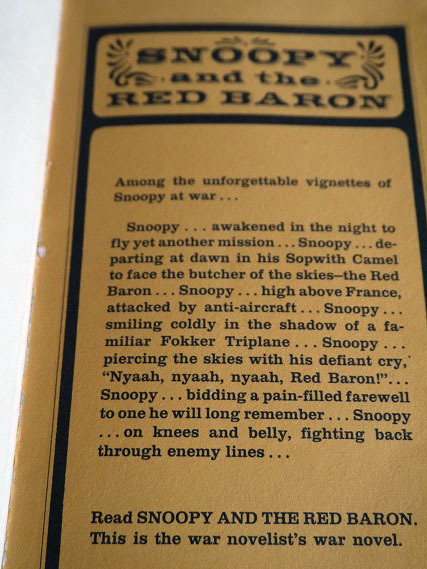 SNOOPY
and the
RED BARON
Among the unforgettable vignettes of
Snoopy at war . . .
Snoopy . . . awakened in the night to
fly yet another mission . . . Snoopy . . . de-
parting at dawn in his Sopwith Camel
to face the butcher of the skies—the Red
Baron . . . Snoopy . . . high above France,
attacked by anti-aircraft . . . Snoopy . . .
smiling coldly in the shadow of a fa-
miliar Fokker Triplane . . . Snoopy . . .
piercing the skies with his defiant cry,
“Nyaah, nyaah, nyaah, Red Baron!”. . .
Snoopy . . . bidding a pain-filled farewell
to one he will long remember . . . Snoopy
. . . on knees and belly, fighting back
through enemy lines . . .
Read SNOOPY AND THE RED BARON.
This is the war novelist’s war novel.